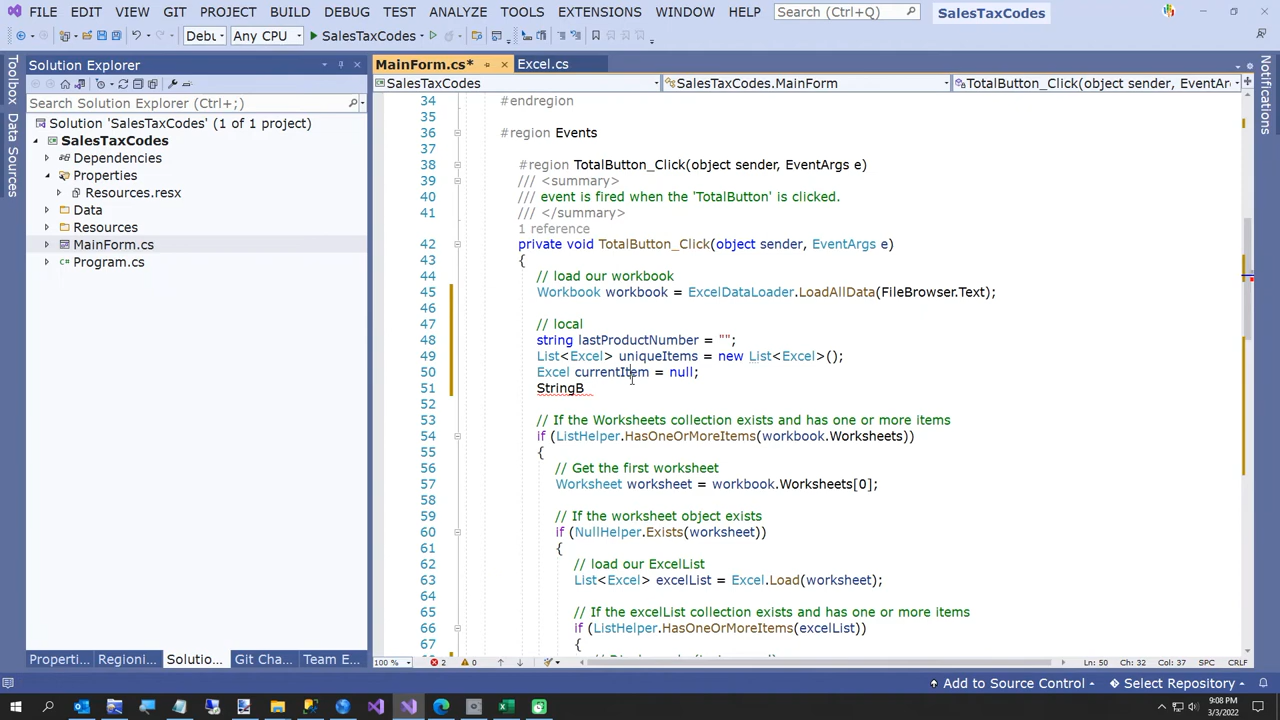 FILE EDIT VIEW GIT PROJECT BUILD DEBUG TEST ANALYZE TOOLS EXTENSIONS WINDOW HELP Search (Ctrl+Q) SalesTaxCodes
Debu Any CPU SalesTaxCodes
Toolbox
Data Sources
Solution Explorer
Search Solution Explorer (Ctrl+;)
Solution 'SalesTaxCodes' (1 of 1 project)
SalesTaxCodes
Dependencies
Properties
Resources.resx
Data
Resources
MainForm.cs
Program.cs
Properti... Regioni... Solutio... Git Cha... Team E...
MainForm.cs* Excel.cs
SalesTaxCodes SalesTaxCodes.MainForm TotalButton_Click(object sender, EventAr
34 #endregion
35
36 #region Events
37
38 #region TotalButton_Click(object sender, EventArgs e)
39 /// <summary>
40 /// event is fired when the 'TotalButton' is clicked.
41 /// </summary>
1 reference
42 private void TotalButton_Click(object sender, EventArgs e)
43 {
44 // load our workbook
45 Workbook workbook = ExcelDataLoader.LoadAllData(FileBrowser.Text);
46
47 // local
48 string lastProductNumber = "";
49 List<Excel> uniqueItems = new List<Excel>();
50 Excel currentItem = null;
51 StringB
52
53 // If the Worksheets collection exists and has one or more items
54 if (ListHelper.HasOneOrMoreItems(workbook.Worksheets))
55 {
56 // Get the first worksheet
57 Worksheet worksheet = workbook.Worksheets[0];
58
59 // If the worksheet object exists
60 if (NullHelper.Exists(worksheet))
61 {
62 // load our ExcelList
63 List<Excel> excelList = Excel.Load(worksheet);
64
65 // If the excelList collection exists and has one or more items
66 if (ListHelper.HasOneOrMoreItems(excelList))
67 {
Notifications
100 % 2 0 Ln: 50 Ch: 32 Col: 37 SPC CRLF
Add to Source Control Select Repository
9:08 PM
3/3/2022